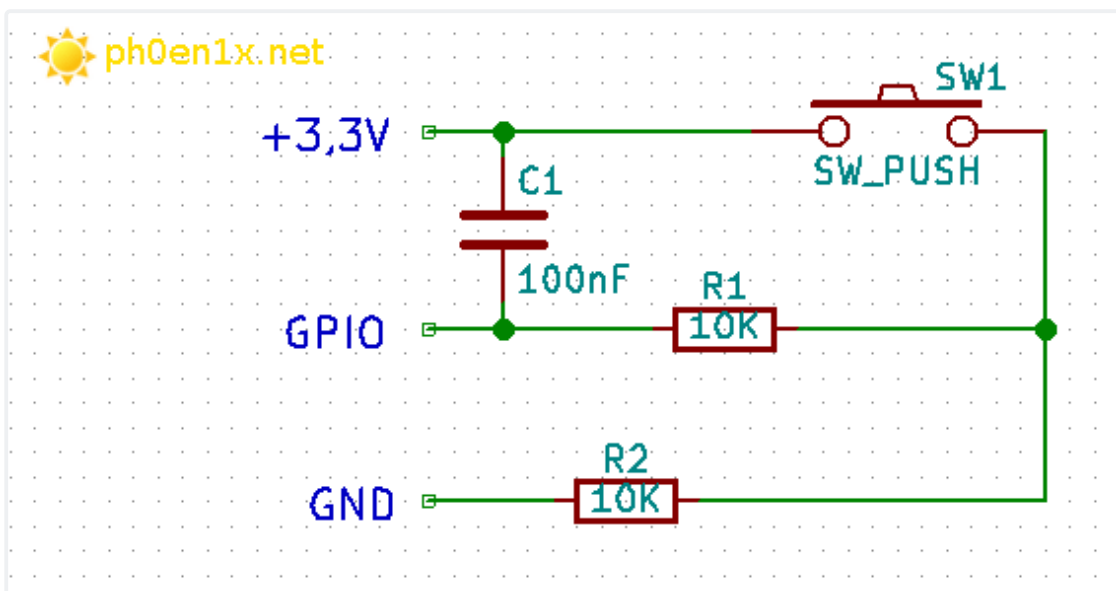 ph0en1x.net
SW1
+3,3V
SW_PUSH
C1
100nF
R1
GPIO
10K
R2
GND
10K